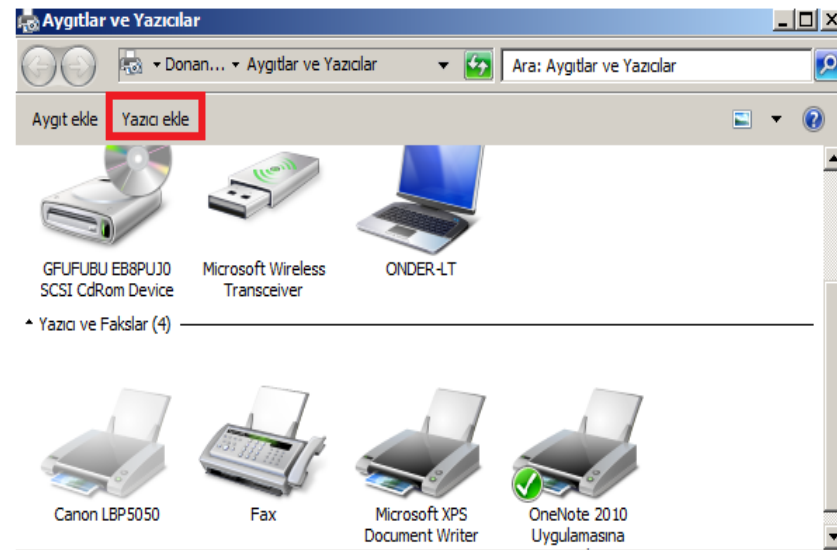 Aygıtlar ve Yazıcılar
Donan... Aygıtlar ve Yazıcılar
Ara: Aygıtlar ve Yazıcılar
Aygıt ekle Yazıcı ekle
GFUFUBU EB8PUJ0
SCSI CdRom Device
Microsoft Wireless
Transceiver
ONDER-LT
Yazıcı ve Fakslar (4)
Canon LBP5050
Fax
Microsoft XPS
Document Writer
OneNote 2010
Uygulamasına